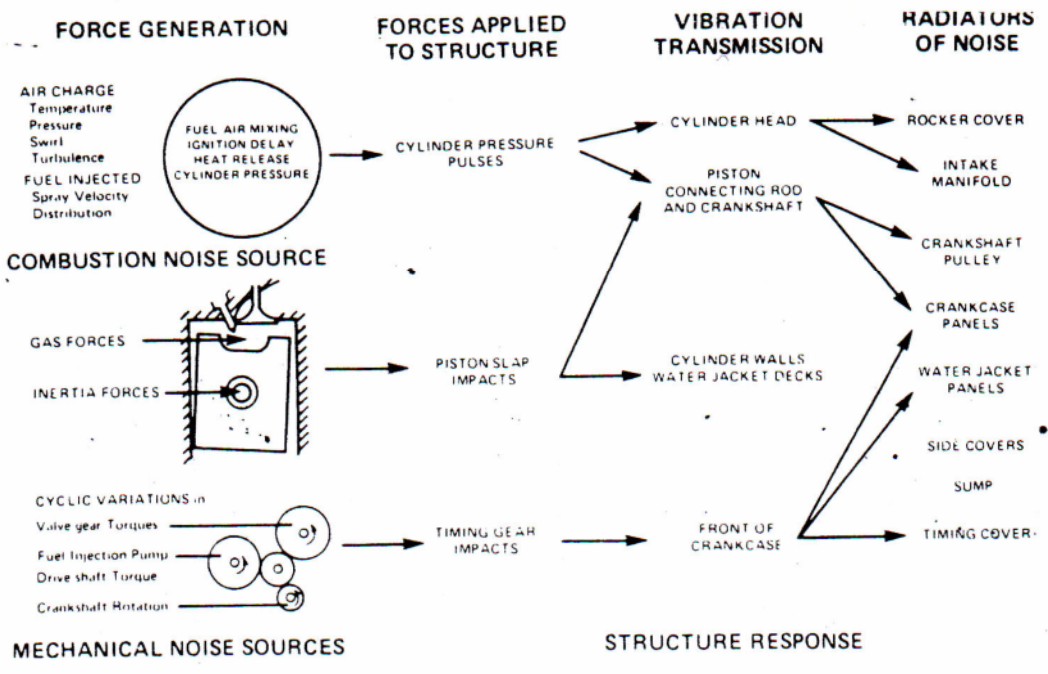 FORCE GENERATION
FORCES APPLIED
TO STRUCTURE
VIBRATION
TRANSMISSION
RADIATORS
OF NOISE
AIR CHARGE
Temperature
Pressure
Swirl
Turbulence
FUEL INJECTED
Spray Velocity
Distribution
FUEL AIR MIXING
IGNITION DELAY
HEAT RELEASE
CYLINDER PRESSURE
CYLINDER PRESSURE
PULSES
CYLINDER HEAD
PISTON
CONNECTING ROD
AND CRANKSHAFT
ROCKER COVER
INTAKE
MANIFOLD
CRANKSHAFT
PULLEY
COMBUSTION NOISE SOURCE
GAS FORCES
INERTIA FORCES
PISTON SLAP
IMPACTS
CYLINDER WALLS
WATER JACKET DECKS
CRANKCASE
PANELS
WATER JACKET
PANELS
SIDE COVERS
SUMP
CYCLIC VARIATIONS in
Valve gear Torques
Fuel Injection Pump
Drive shaft Torque
Crankshaft Rotation
TIMING GEAR
IMPACTS
FRONT OF
CRANKCASE
TIMING COVER
MECHANICAL NOISE SOURCES
STRUCTURE RESPONSE